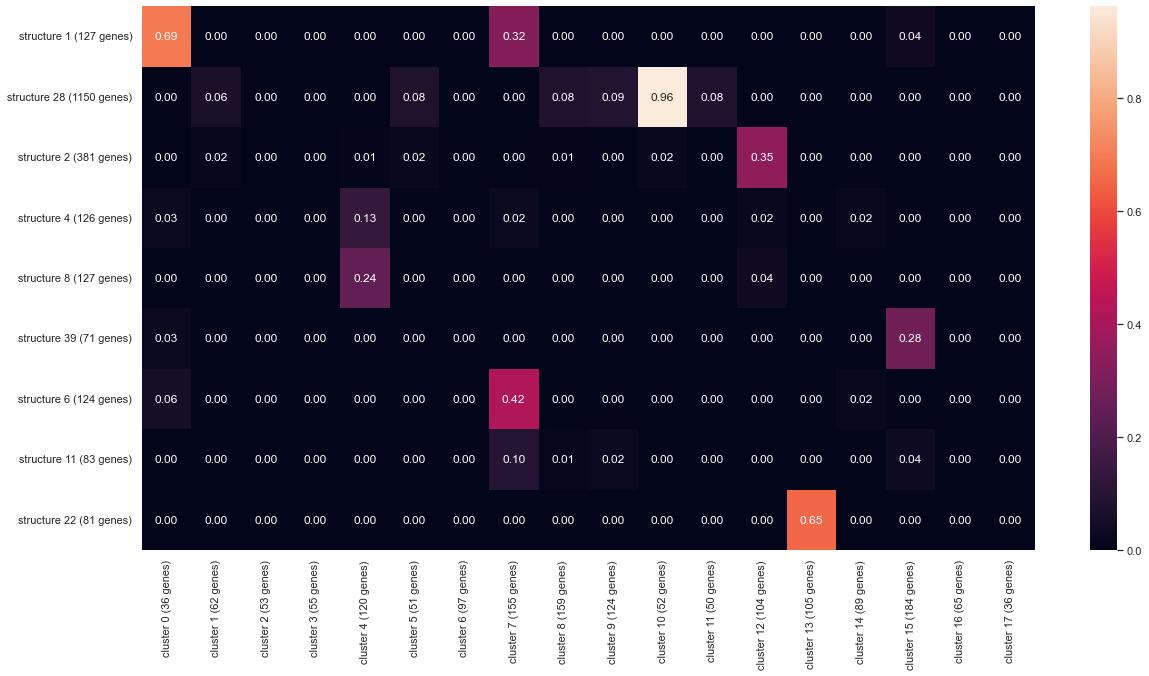 structure 1 (127 genes) 0.69 0.00 0.00 0.00 0.00 0.00 0.00 0.32 0.00 0.00 0.00 0.00 0.00 0.00 0.00 0.04 0.00 0.00
structure 28 (1150 genes) 0.00 0.06 0.00 0.00 0.00 0.08 0.00 0.00 0.08 0.09 0.96 0.08 0.00 0.00 0.00 0.00 0.00 0.00
structure 2 (381 genes) 0.00 0.02 0.00 0.00 0.01 0.02 0.00 0.00 0.01 0.00 0.02 0.00 0.35 0.00 0.00 0.00 0.00 0.00
structure 4 (126 genes) 0.03 0.00 0.00 0.00 0.13 0.00 0.00 0.02 0.00 0.00 0.00 0.00 0.02 0.00 0.02 0.00 0.00 0.00
structure 8 (127 genes) 0.00 0.00 0.00 0.00 0.24 0.00 0.00 0.00 0.00 0.00 0.00 0.00 0.04 0.00 0.00 0.00 0.00 0.00
structure 39 (71 genes) 0.03 0.00 0.00 0.00 0.00 0.00 0.00 0.00 0.00 0.00 0.00 0.00 0.00 0.00 0.00 0.28 0.00 0.00
structure 6 (124 genes) 0.06 0.00 0.00 0.00 0.00 0.00 0.00 0.42 0.00 0.00 0.00 0.00 0.00 0.00 0.02 0.00 0.00 0.00
structure 11 (83 genes) 0.00 0.00 0.00 0.00 0.00 0.00 0.00 0.10 0.01 0.02 0.00 0.00 0.00 0.00 0.00 0.04 0.00 0.00
structure 22 (81 genes) 0.00 0.00 0.00 0.00 0.00 0.00 0.00 0.00 0.00 0.00 0.00 0.00 0.00 0.65 0.00 0.00 0.00 0.00
cluster 0 (36 genes)
cluster 1 (62 genes)
cluster 2 (53 genes)
cluster 3 (55 genes)
cluster 4 (120 genes)
cluster 5 (51 genes)
cluster 6 (97 genes)
cluster 7 (155 genes)
cluster 8 (159 genes)
cluster 9 (124 genes)
cluster 10 (52 genes)
cluster 11 (50 genes)
cluster 12 (104 genes)
cluster 13 (105 genes)
cluster 14 (89 genes)
cluster 15 (184 genes)
cluster 16 (65 genes)
cluster 17 (36 genes)
0.8
0.6
0.4
0.2
0.0